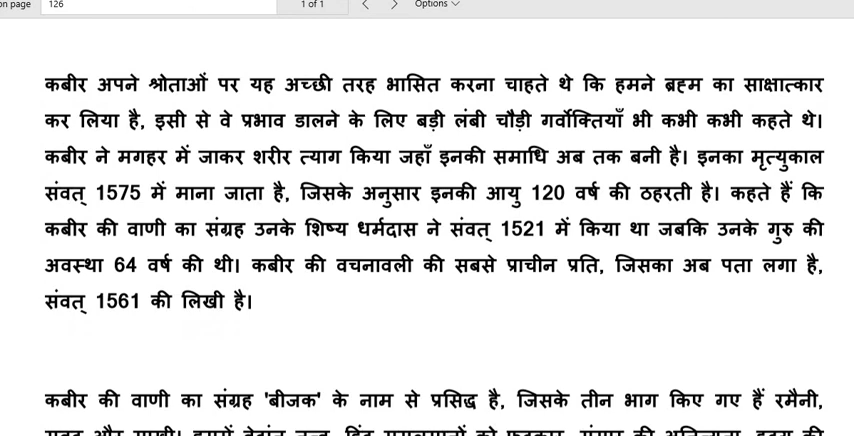 on page 126 1 of 1 Options
कबीर अपने श्रोताओं पर यह अच्छी तरह भासित करना चाहते थे कि हमने ब्रह्म का साक्षात्कार
कर लिया है, इसी से वे प्रभाव डालने के लिए बड़ी लंबी चौड़ी गर्वोक्तियाँ भी कभी कभी कहते थे।
कबीर ने मगहर में जाकर शरीर त्याग किया जहाँ इनकी समाधि अब तक बनी है। इनका मृत्युकाल
संवत् 1575 में माना जाता है, जिसके अनुसार इनकी आयु 120 वर्ष की ठहरती है। कहते हैं कि
कबीर की वाणी का संग्रह उनके शिष्य धर्मदास ने संवत् 1521 में किया था जबकि उनके गुरु की
अवस्था 64 वर्ष की थी। कबीर की वचनावली की सबसे प्राचीन प्रति, जिसका अब पता लगा है,
संवत् 1561 की लिखी है।
कबीर की वाणी का संग्रह 'बीजक' के नाम से प्रसिद्ध है, जिसके तीन भाग किए गए हैं रमैनी,